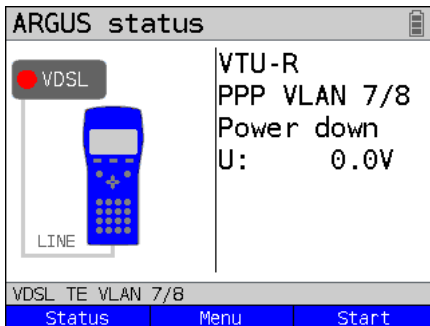 ARGUS status
VDSL
LINE
VTU-R
PPP VLAN 7/8
Power down
U: 0.0V
VDSL TE VLAN 7/8
Status Menu Start